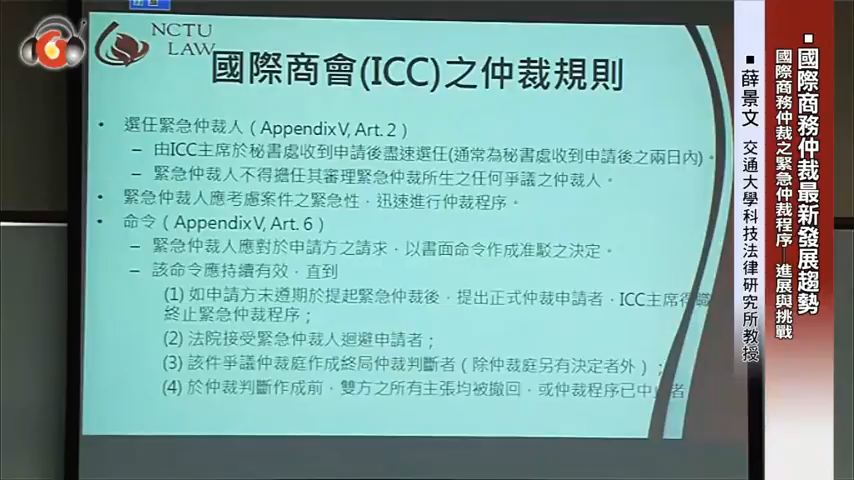 NCTU
LAW
國際商會(ICC)之仲裁規則
• 選任緊急仲裁人（Appendix V, Art. 2）
– 由ICC主席於秘書處收到申請後盡速選任(通常為秘書處收到申請後之兩日內)。
– 緊急仲裁人不得擔任其審理緊急仲裁所生之任何爭議之仲裁人。
• 緊急仲裁人應考慮案件之緊急性，迅速進行仲裁程序。
• 命令（Appendix V, Art. 6）
– 緊急仲裁人應對於申請方之請求，以書面命令作成准駁之決定。
– 該命令應持續有效，直到
(1) 如申請方未遵期於提起緊急仲裁後，提出正式仲裁申請者，ICC主席得職
終止緊急仲裁程序；
(2) 法院接受緊急仲裁人迴避申請者；
(3) 該件爭議仲裁庭作成終局仲裁判斷者（除仲裁庭另有決定者外）；
(4) 於仲裁判斷作成前，雙方之所有主張均被撤回，或仲裁程序已中止者
■ 國際商務仲裁最新發展趨勢
國際商務仲裁之緊急仲裁程序—進展與挑戰
■ 薛景文 交通大學科技法律研究所教授
6